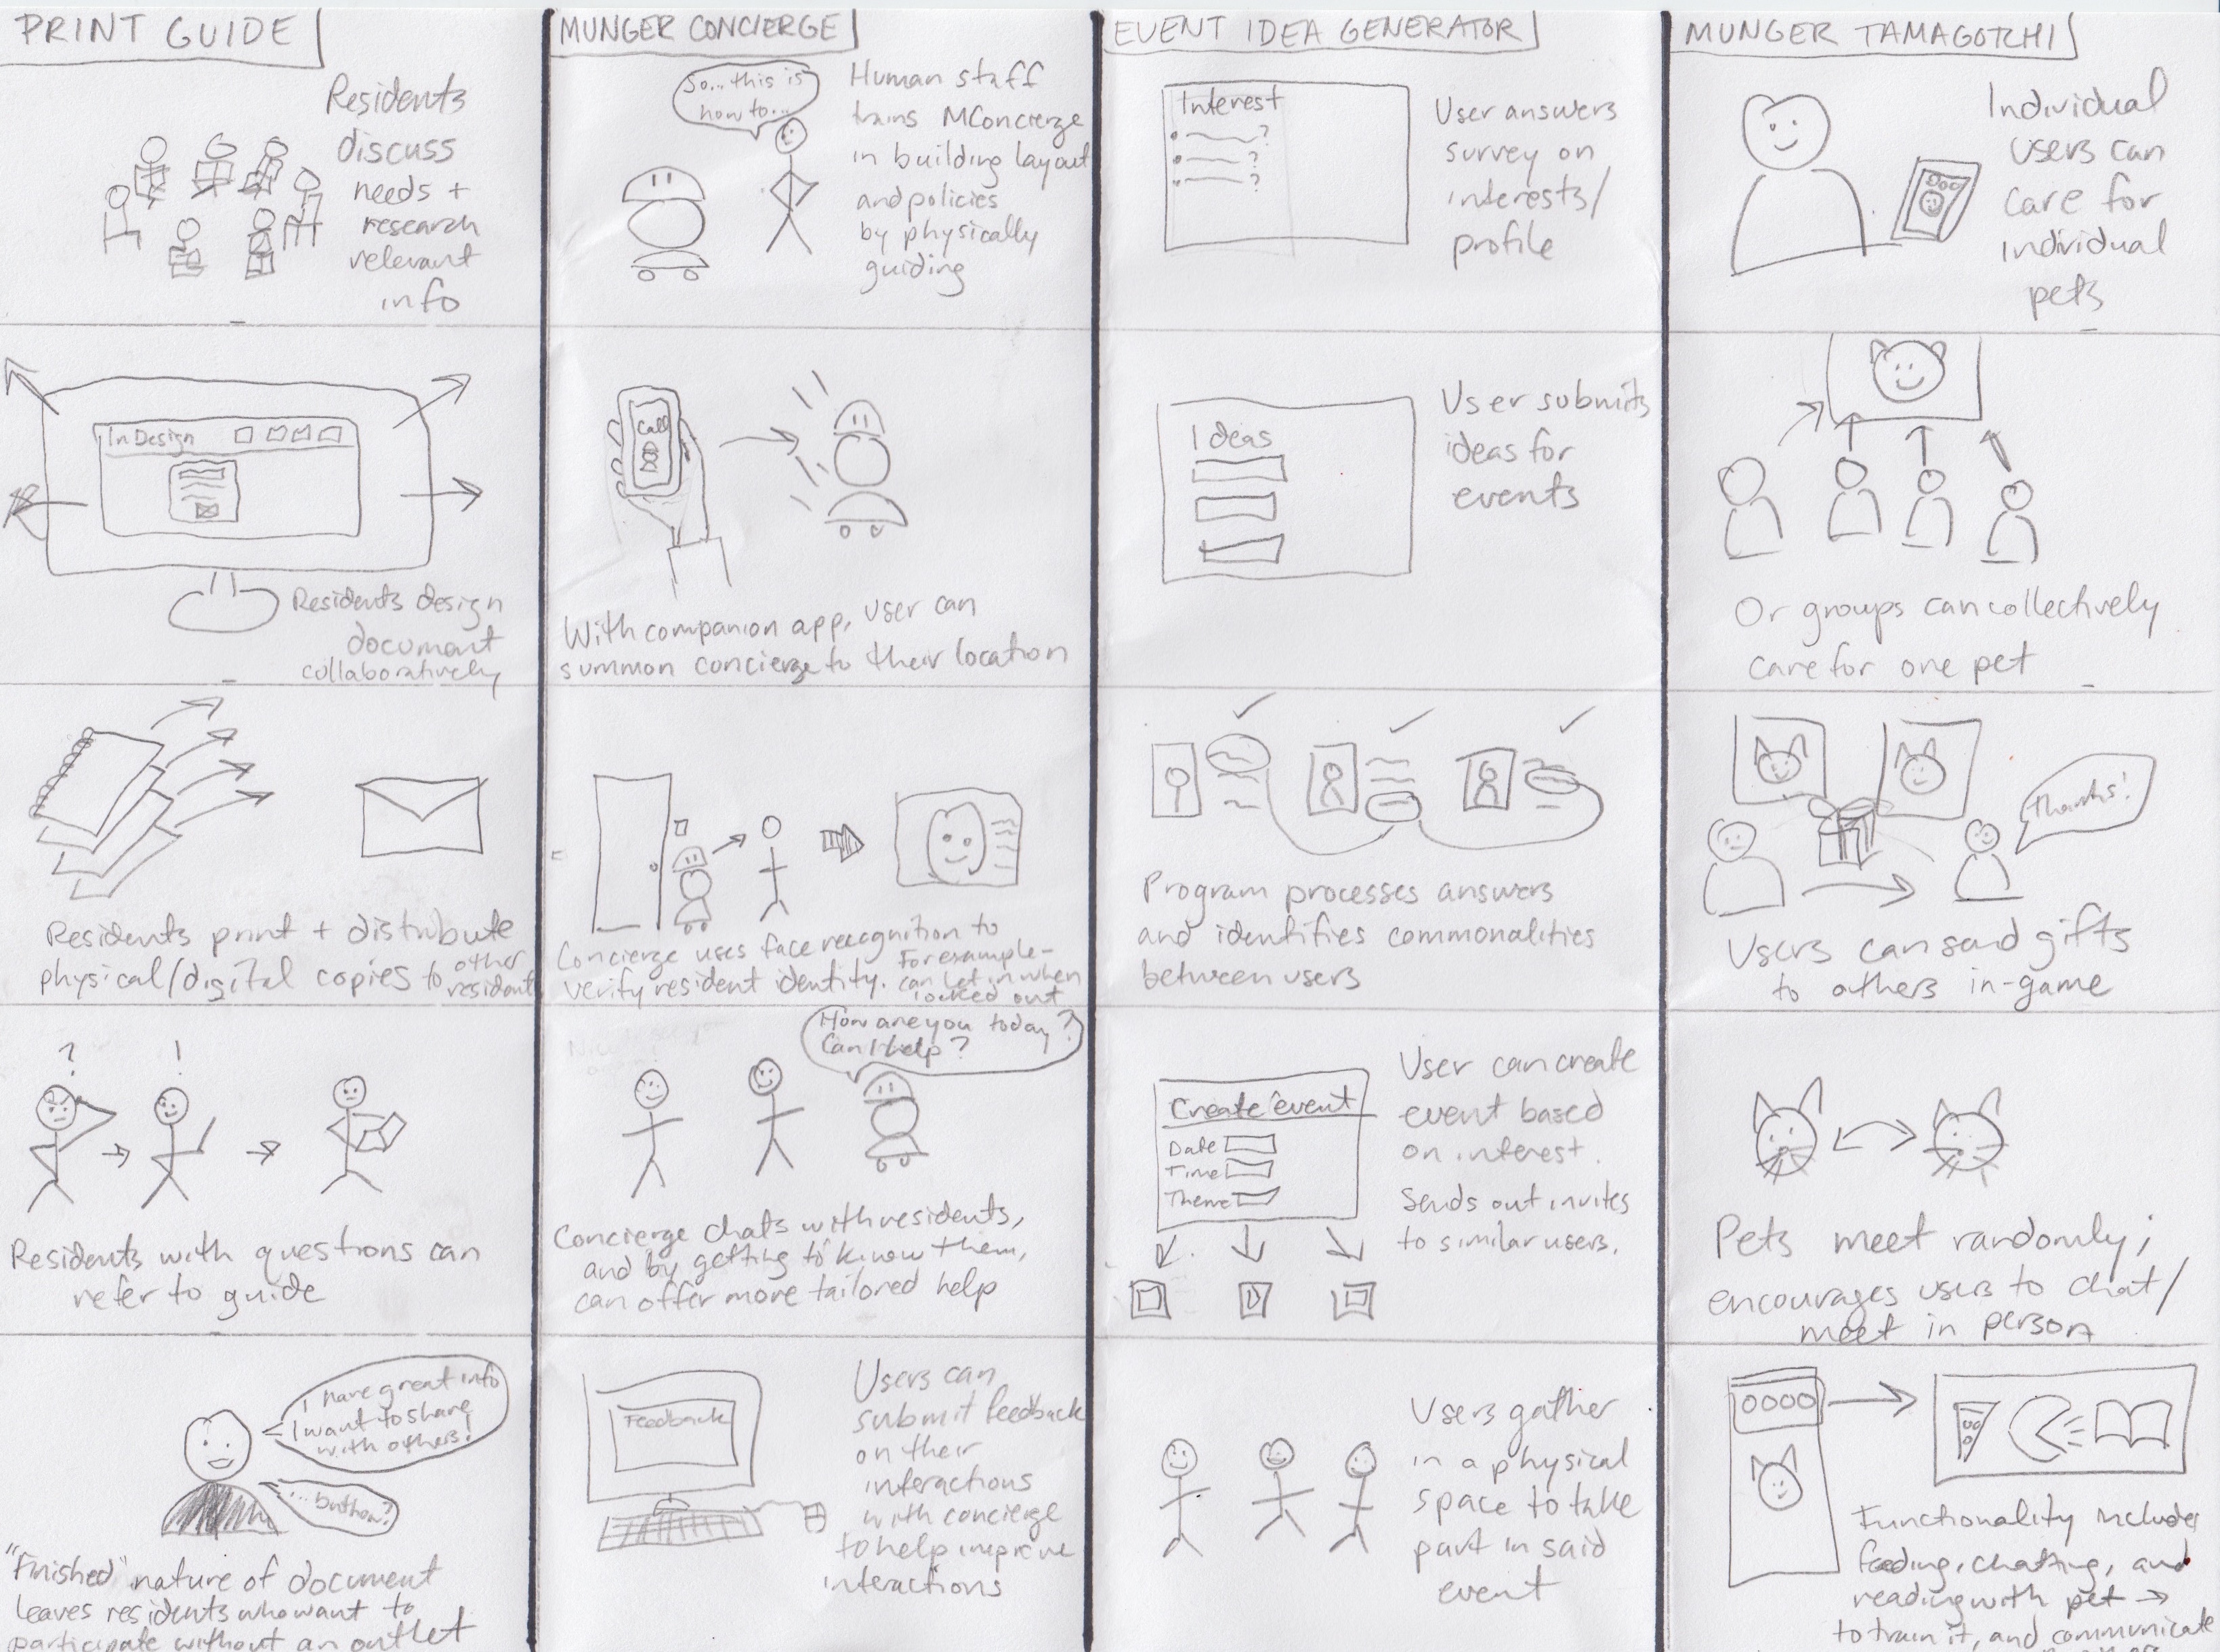 PRINT GUIDE
Residents
discuss
needs +
research
relevant
info
InDesign
Residents design
document
collaboratively
Residents print + distribute
physical/digital copies to other
resident
?
!
Residents with questions can
refer to guide
I have great info
I want to share
with others!
... but how?
"Finished" nature of document
leaves residents who want to
participate without an outlet
MUNGER CONCIERGE
So... this is
how to...
Human staff
trains MConcierge
in building layout
and policies
by physically
guiding
Call
With companion app, user can
summon concierge to their location
Concierge uses face recognition to
verify resident identity. For example-
can let in when
locked out
How are you today?
Can I help?
Concierge chats with residents,
and by getting to know them,
can offer more tailored help
Feedback
Users can
submit feedback
on their
interactions
with concierge
to help improve
interactions
EVENT IDEA GENERATOR
Interest
?
?
?
User answers
survey on
interests/
profile
Ideas
User submits
ideas for
events
Program processes answers
and identifies commonalities
between users
Create event
Date
Time
Theme
User can create
event based
on interest.
Sends out invites
to similar users.
Users gather
in a physical
space to take
part in said
event
MUNGER TAMAGOTCHI
Individual
users can
care for
individual
pets
Or groups can collectively
care for one pet
Thanks!
Users can send gifts
to others in-game
Pets meet randomly;
encourages users to chat/
meet in person
Functionality includes
feeding, chatting, and
reading with pet →
to train it, and communicate